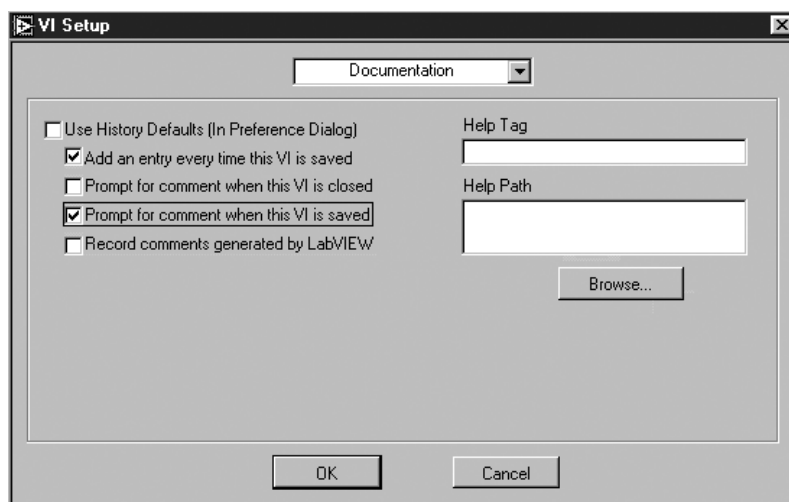 VI Setup
Documentation
Use History Defaults (In Preference Dialog)
Add an entry every time this VI is saved
Prompt for comment when this VI is closed
Prompt for comment when this VI is saved
Record comments generated by LabVIEW
Help Tag
Help Path
Browse...
OK
Cancel